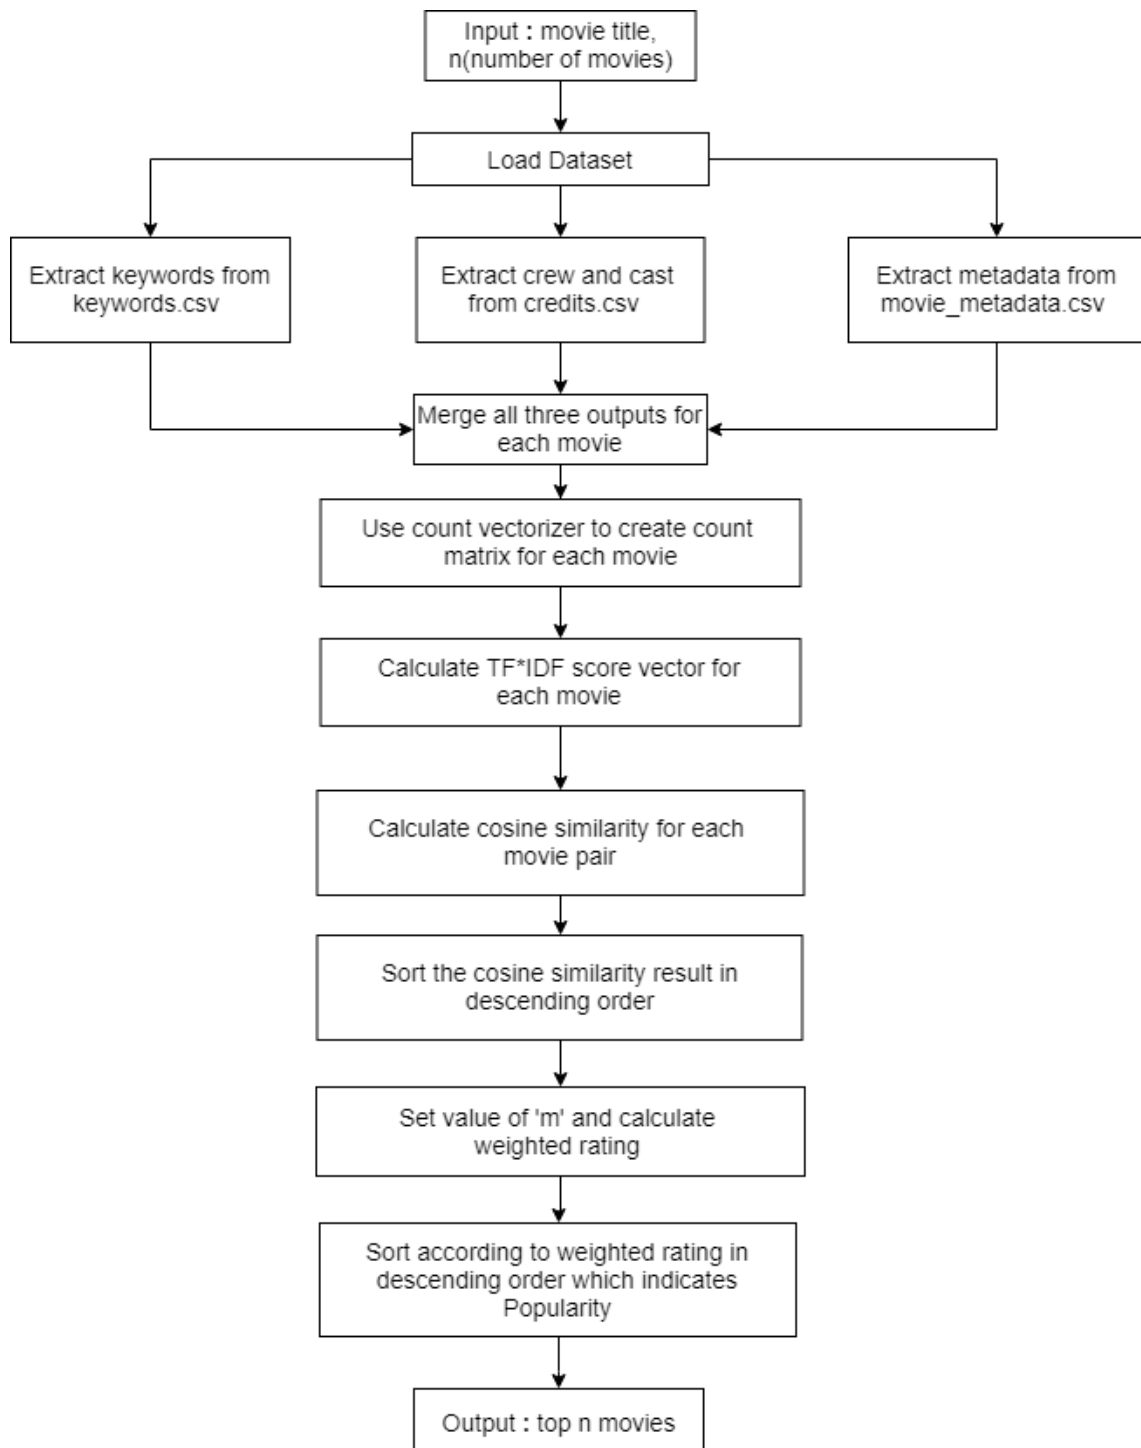 Input : movie title,
n(number of movies)
Load Dataset
Extract keywords from
keywords.csv
Extract crew and cast
from credits.csv
Extract metadata from
movie_metadata.csv
Merge all three outputs for
each movie
Use count vectorizer to create count
matrix for each movie
Calculate TF*IDF score vector for
each movie
Calculate cosine similarity for each
movie pair
Sort the cosine similarity result in
descending order
Set value of 'm' and calculate
weighted rating
Sort according to weighted rating in
descending order which indicates
Popularity
Output : top n movies